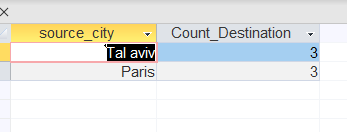 source_city Count_Destination
Tal aviv 3
Paris 3